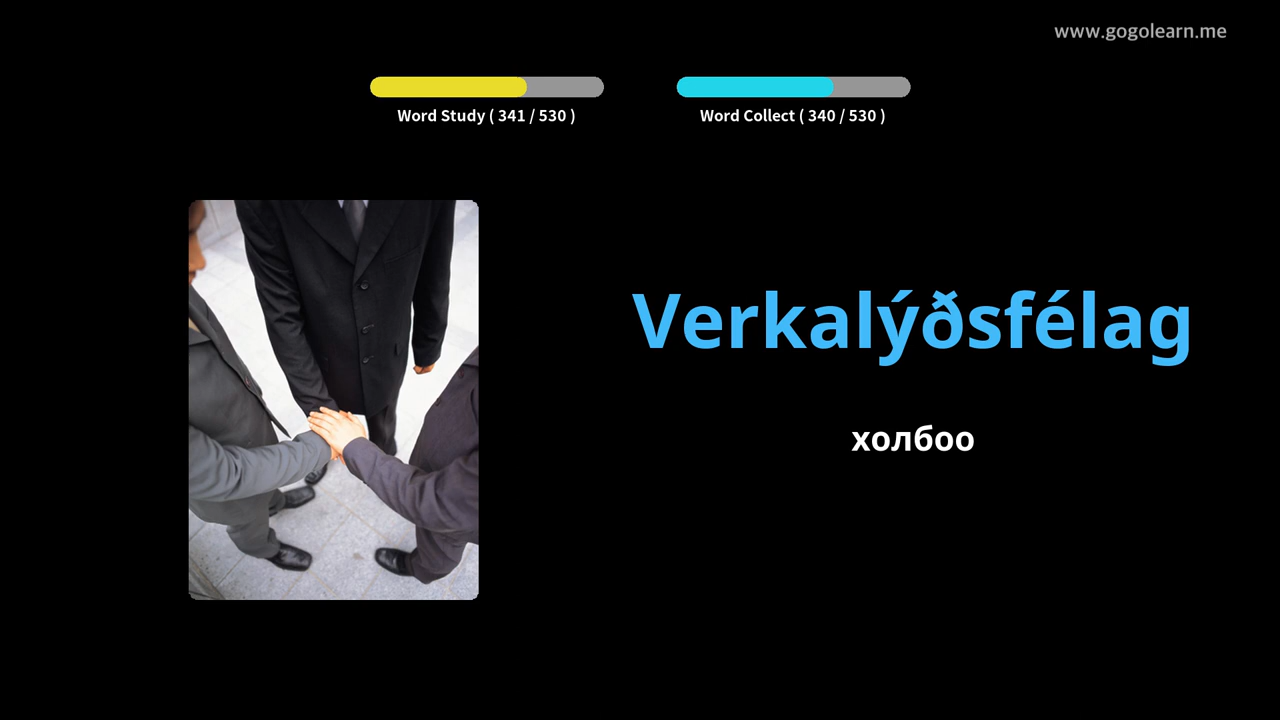 www.gogolearn.me
Word Study ( 341 / 530 )
Word Collect ( 340 / 530 )
Verkalýðsfélag
холбоо